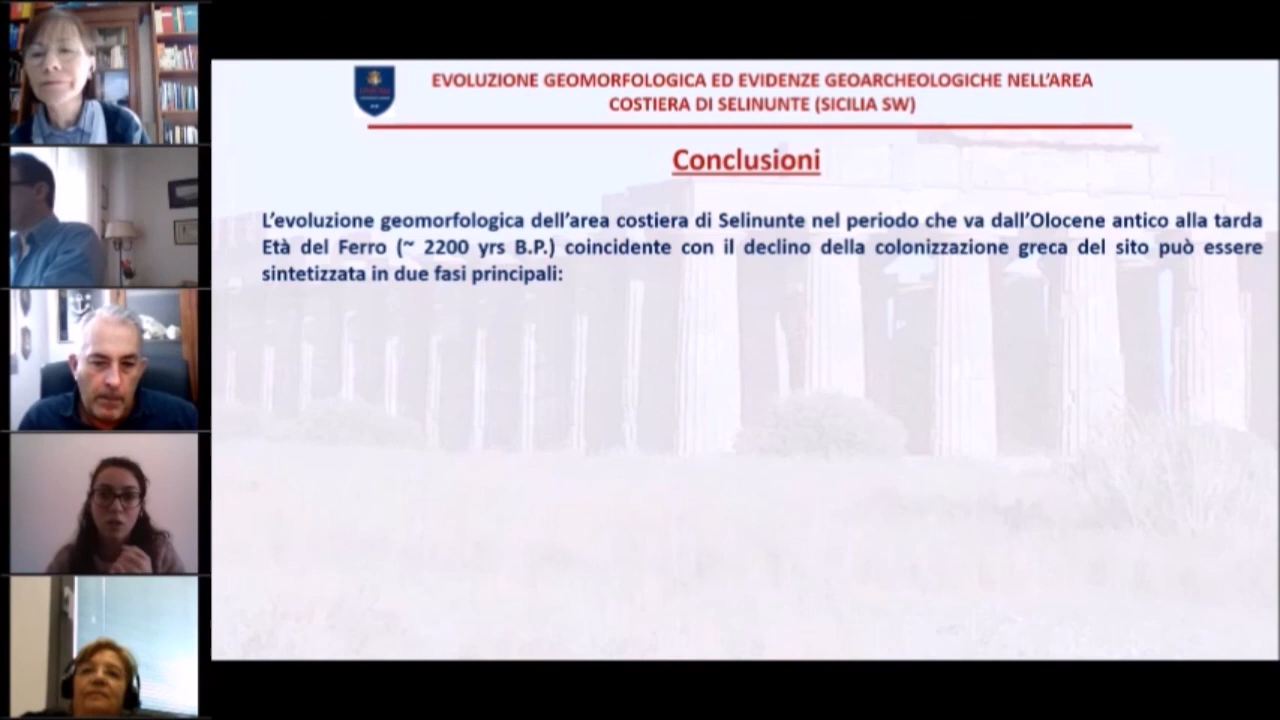 EVOLUZIONE GEOMORFOLOGICA ED EVIDENZE GEOARCHEOLOGICHE NELL'AREA
COSTIERA DI SELINUNTE (SICILIA SW)
Conclusioni
L'evoluzione geomorfologica dell'area costiera di Selinunte nel periodo che va dall'Olocene antico alla tarda
Età del Ferro (~ 2200 yrs B.P.) coincidente con il declino della colonizzazione greca del sito può essere
sintetizzata in due fasi principali: